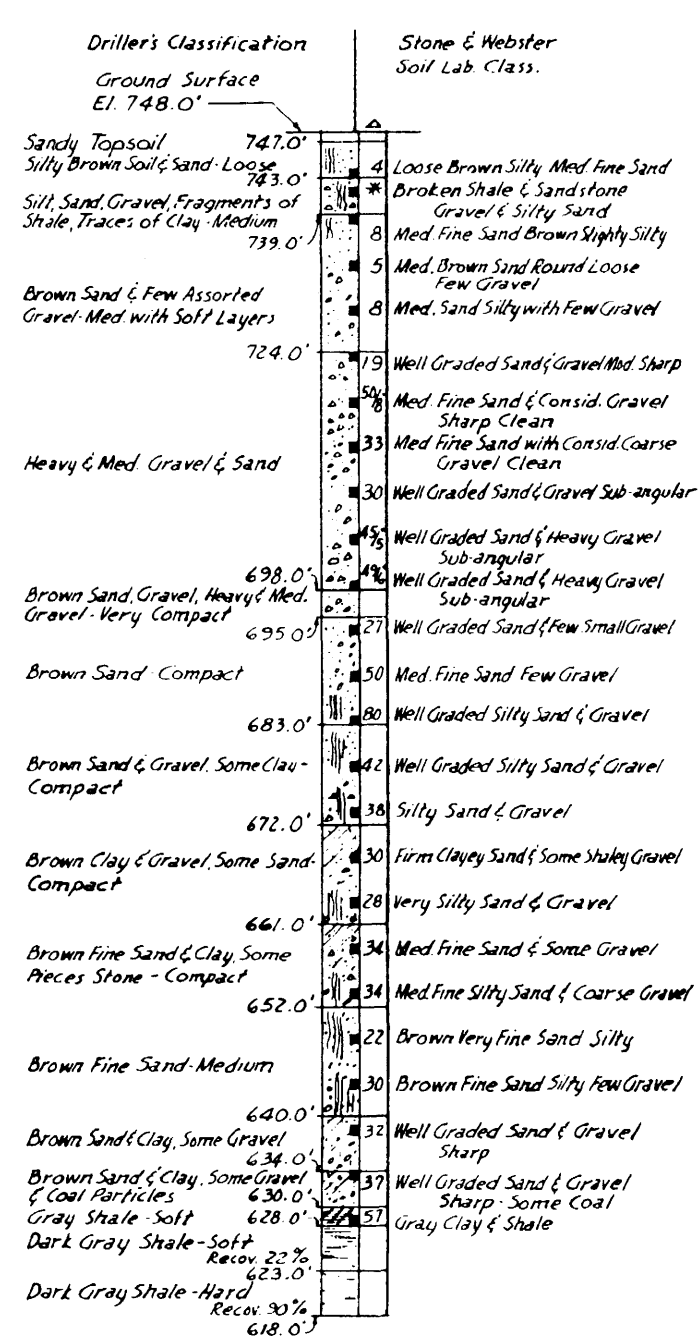 Driller's Classification
Stone & Webster
Soil Lab. Class.
Ground Surface
El. 748.0'
Sandy Topsoil 747.0'
Silty Brown Soil & Sand - Loose
743.0'
4 Loose Brown Silty Med. Fine Sand
Silt, Sand, Gravel, Fragments of
Shale, Traces of Clay - Medium
739.0'
* Broken Shale & Sandstone
Gravel & Silty Sand
8 Med. Fine Sand Brown Slighty Silty
5 Med. Brown Sand Round Loose
Few Gravel
Brown Sand & Few Assorted
Gravel - Med. with Soft Layers
8 Med. Sand Silty with Few Gravel
724.0'
19 Well Graded Sand & Gravel Mod. Sharp
Med. Fine Sand & Consid. Gravel
Sharp Clean
33 Med Fine Sand with Consid. Coarse
Gravel Clean
Heavy & Med. Gravel & Sand
30 Well Graded Sand & Gravel Sub-angular
45/5 Well Graded Sand & Heavy Gravel
Sub-angular
698.0'
49/6 Well Graded Sand & Heavy Gravel
Sub-angular
Brown Sand, Gravel, Heavy & Med.
Gravel - Very Compact
695.0'
27 Well Graded Sand & Few Small Gravel
Brown Sand - Compact
50 Med. Fine Sand Few Gravel
80 Well Graded Silty Sand & Gravel
683.0'
Brown Sand & Gravel, Some Clay -
Compact
42 Well Graded Silty Sand & Gravel
38 Silty Sand & Gravel
672.0'
Brown Clay & Gravel, Some Sand -
Compact
30 Firm Clayey Sand & Some Shaley Gravel
28 Very Silty Sand & Gravel
661.0'
Brown Fine Sand & Clay, Some
Pieces Stone - Compact
34 Med. Fine Sand & Some Gravel
34 Med. Fine Silty Sand & Coarse Gravel
652.0'
22 Brown Very Fine Sand Silty
Brown Fine Sand - Medium
30 Brown Fine Sand Silty Few Gravel
640.0'
Brown Sand & Clay, Some Gravel
634.0'
32 Well Graded Sand & Gravel
Sharp
Brown Sand & Clay, Some Gravel
& Coal Particles 630.0'
37 Well Graded Sand & Gravel
Sharp - Some Coal
Gray Shale - Soft 628.0'
57 Gray Clay & Shale
Dark Gray Shale - Soft
Recov. 22%
623.0'
Dark Gray Shale - Hard
Recov. 90%
618.0'